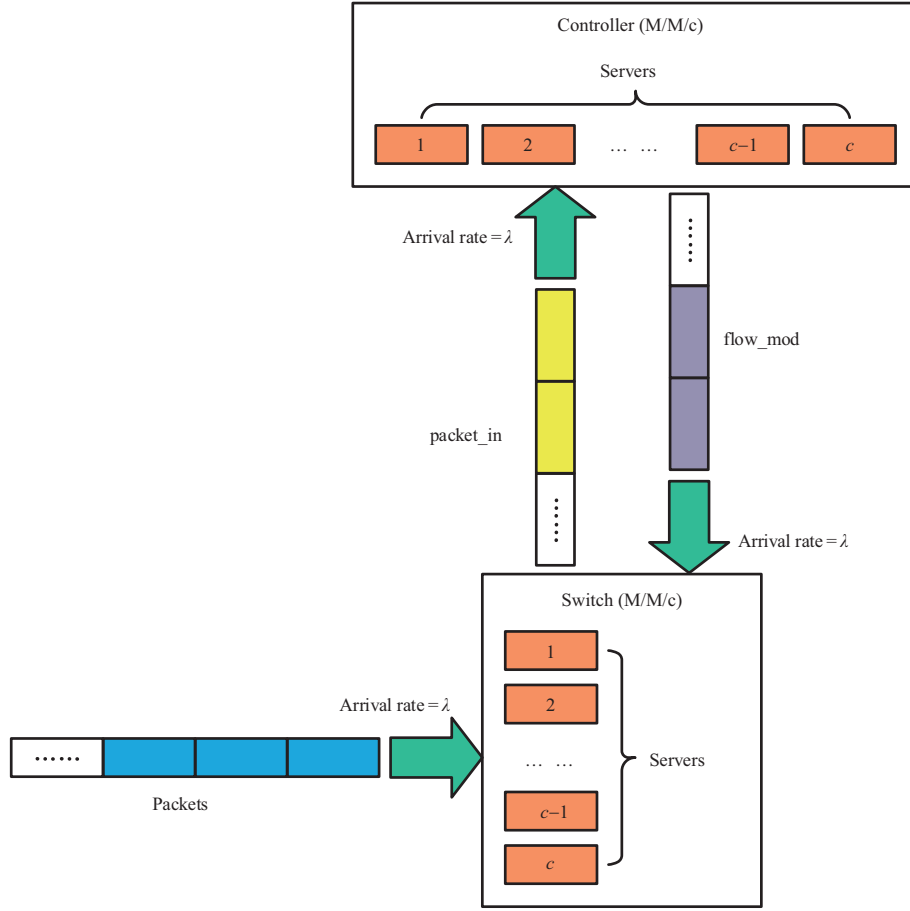 Controller (M/M/c)
Servers
1
2
... ...
c−1
c
Arrival rate = λ
......
flow_mod
packet_in
......
Arrival rate = λ
Switch (M/M/c)
1
Arrival rate = λ
2
......
... ...
Servers
Packets
c−1
c